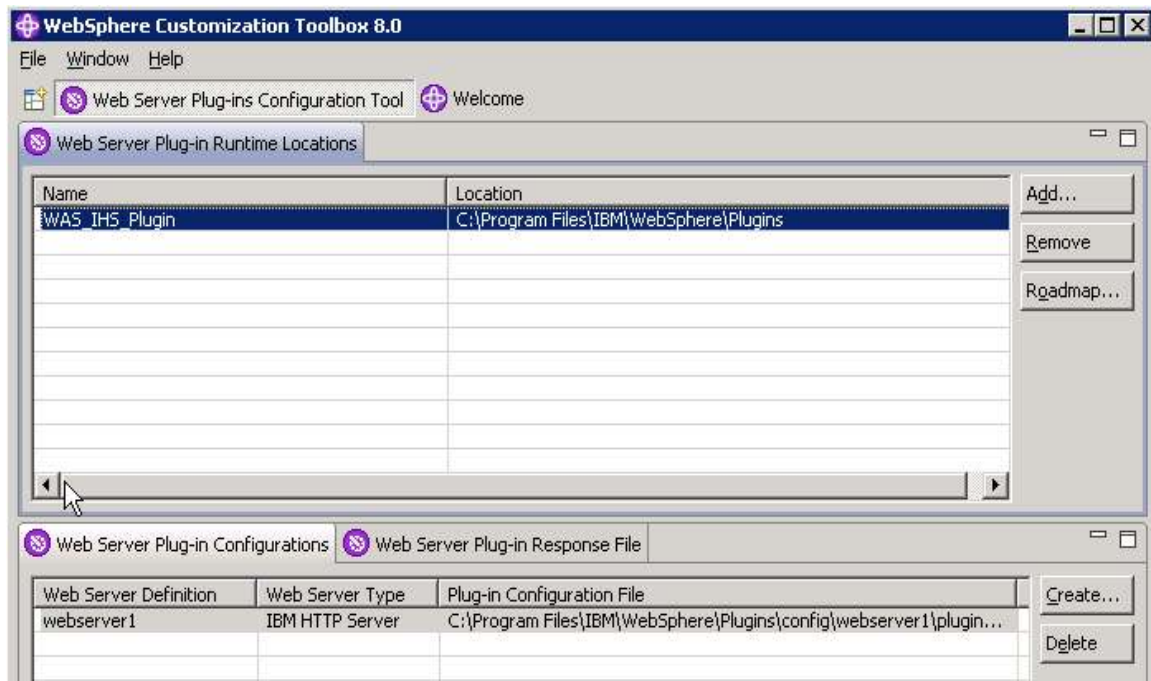 WebSphere Customization Toolbox 8.0
File Window Help
Web Server Plug-ins Configuration Tool Welcome
Web Server Plug-in Runtime Locations
Name Location Add...
WAS_IHS_Plugin C:\Program Files\IBM\WebSphere\Plugins
Remove
Roadmap...
Web Server Plug-in Configurations Web Server Plug-in Response File
Web Server Definition Web Server Type Plug-in Configuration File Create...
webserver1 IBM HTTP Server C:\Program Files\IBM\WebSphere\Plugins\config\webserver1\plugin...
Delete